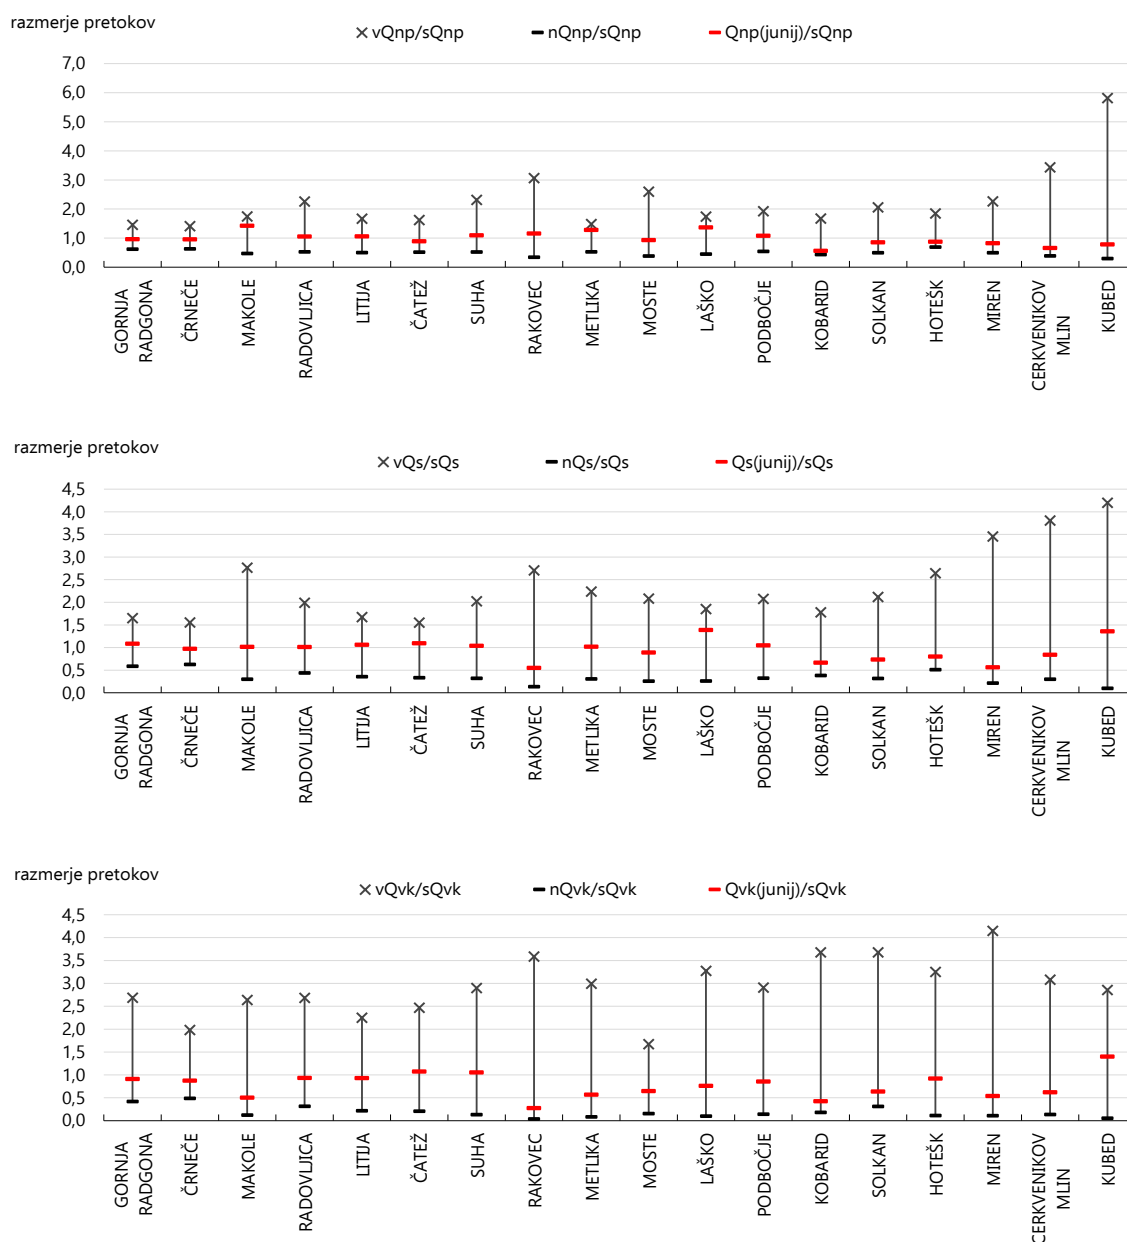 razmerje pretokov
vQnp/sQnp
nQnp/sQnp
Qnp(junij)/sQnp
7,0
6,0
5,0
4,0
3,0
2,0
1,0
0,0
GORNJA
RADGONA
ČRNEČE
MAKOLE
RADOVLJICA
LITIJA
ČATEŽ
SUHA
RAKOVEC
METLIKA
MOSTE
LAŠKO
PODBOČJE
KOBARID
SOLKAN
HOTEŠK
MIREN
CERKVENIKOV
MLIN
KUBED
razmerje pretokov
vQs/sQs
nQs/sQs
Qs(junij)/sQs
4,5
4,0
3,5
3,0
2,5
2,0
1,5
1,0
0,5
0,0
GORNJA
RADGONA
ČRNEČE
MAKOLE
RADOVLJICA
LITIJA
ČATEŽ
SUHA
RAKOVEC
METLIKA
MOSTE
LAŠKO
PODBOČJE
KOBARID
SOLKAN
HOTEŠK
MIREN
CERKVENIKOV
MLIN
KUBED
razmerje pretokov
vQvk/sQvk
nQvk/sQvk
Qvk(junij)/sQvk
4,5
4,0
3,5
3,0
2,5
2,0
1,5
1,0
0,5
0,0
GORNJA
RADGONA
ČRNEČE
MAKOLE
RADOVLJICA
LITIJA
ČATEŽ
SUHA
RAKOVEC
METLIKA
MOSTE
LAŠKO
PODBOČJE
KOBARID
SOLKAN
HOTEŠK
MIREN
CERKVENIKOV
MLIN
KUBED